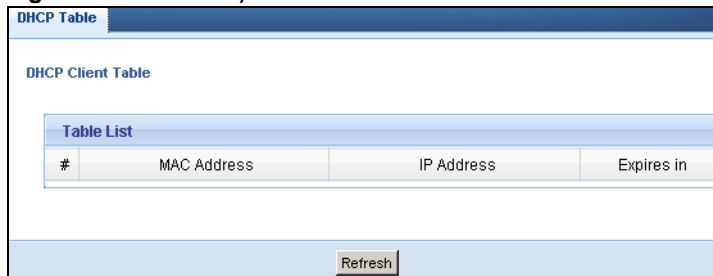 DHCP Table
DHCP Client Table
Table List
# MAC Address IP Address Expires in
Refresh